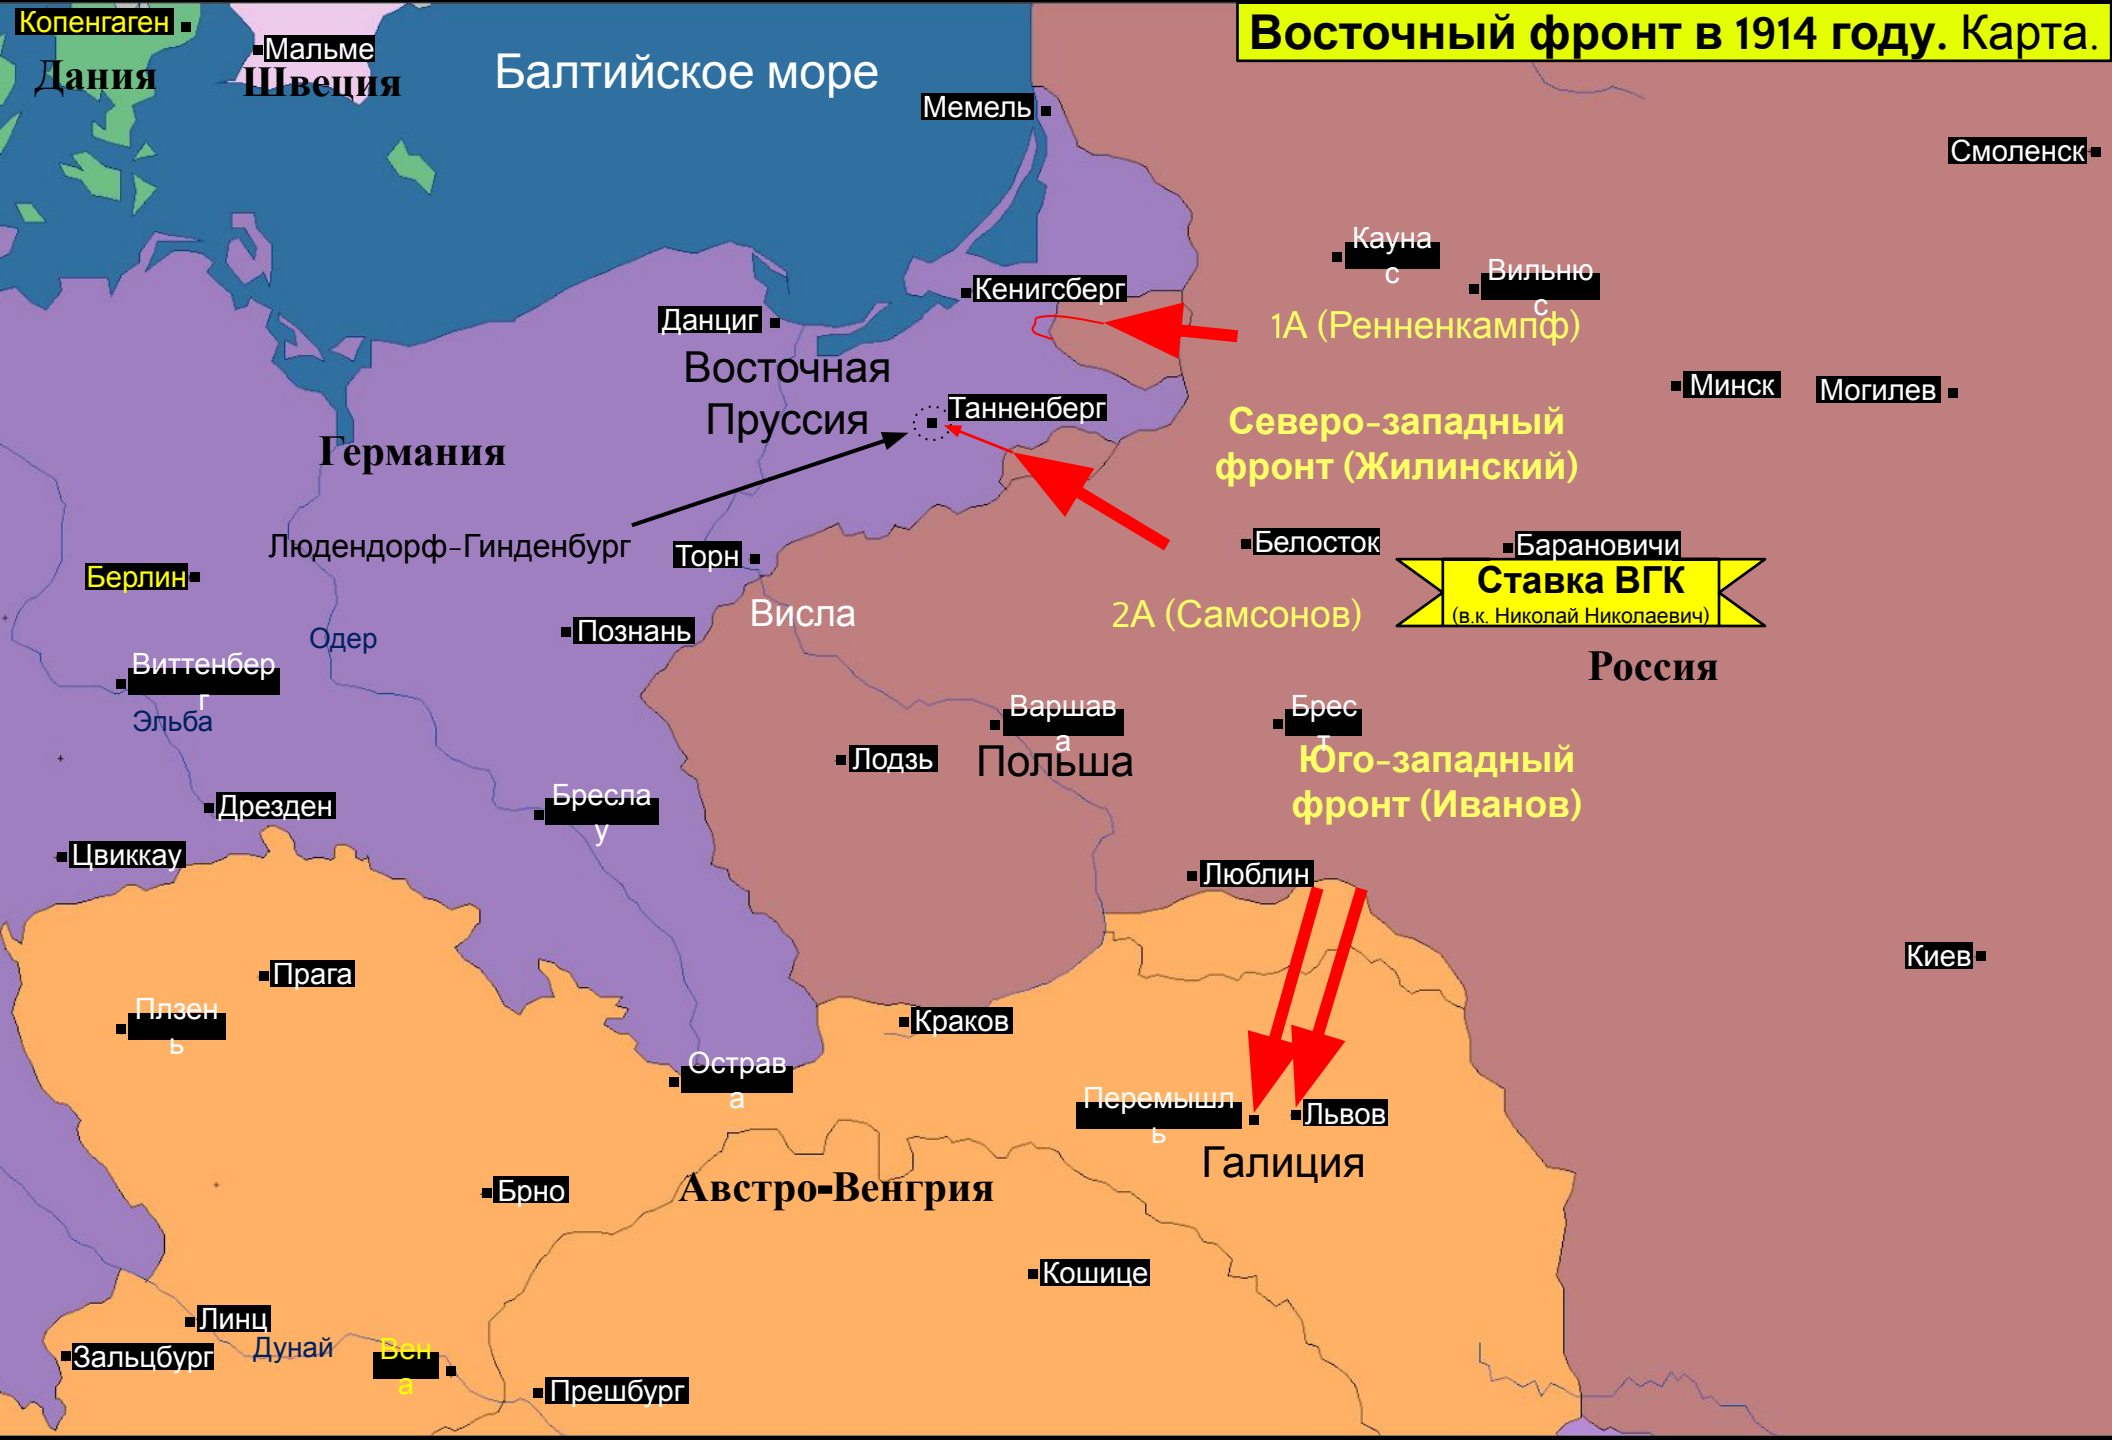 Восточный фронт в 1914 году. Карта.
Копенгаген
Дания
Мальме
Швеция
Балтийское море
Мемель
Смоленск
Кауна
с
Вильню
с
Кенигсберг
1А (Ренненкампф)
Данциг
Восточная
Пруссия
Минск
Могилев
Танненберг
Северо-западный
фронт (Жилинский)
Германия
Людендорф-Гинденбург
Торн
Белосток
Барановичи
Ставка ВГК
(в.к. Николай Николаевич)
Берлин
Висла
2А (Самсонов)
Одер
Познань
Россия
Виттенбер
г
Эльба
Варшав
а
Польша
Брес
т
Лодзь
Юго-западный
фронт (Иванов)
Дрезден
Бресла
у
Цвиккау
Люблин
Киев
Прага
Плзен
ь
Краков
Острав
а
Перемышл
ь
Львов
Галиция
Брно
Австро-Венгрия
Кошице
Линц
Дунай
Зальцбург
Вен
а
Прешбург